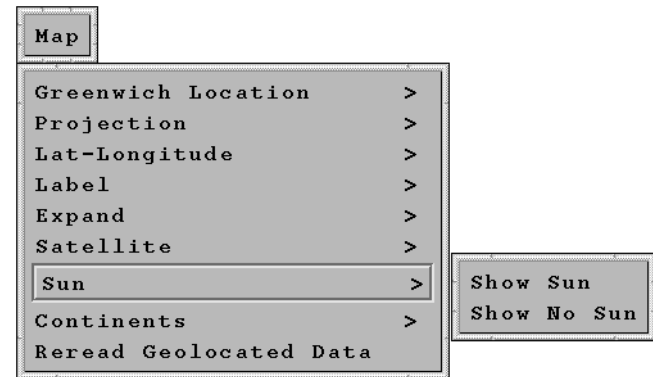 Map
Greenwich Location >
Projection >
Lat-Longitude >
Label >
Expand >
Satellite >
Sun >
Show Sun
Show No Sun
Continents >
Reread Geolocated Data